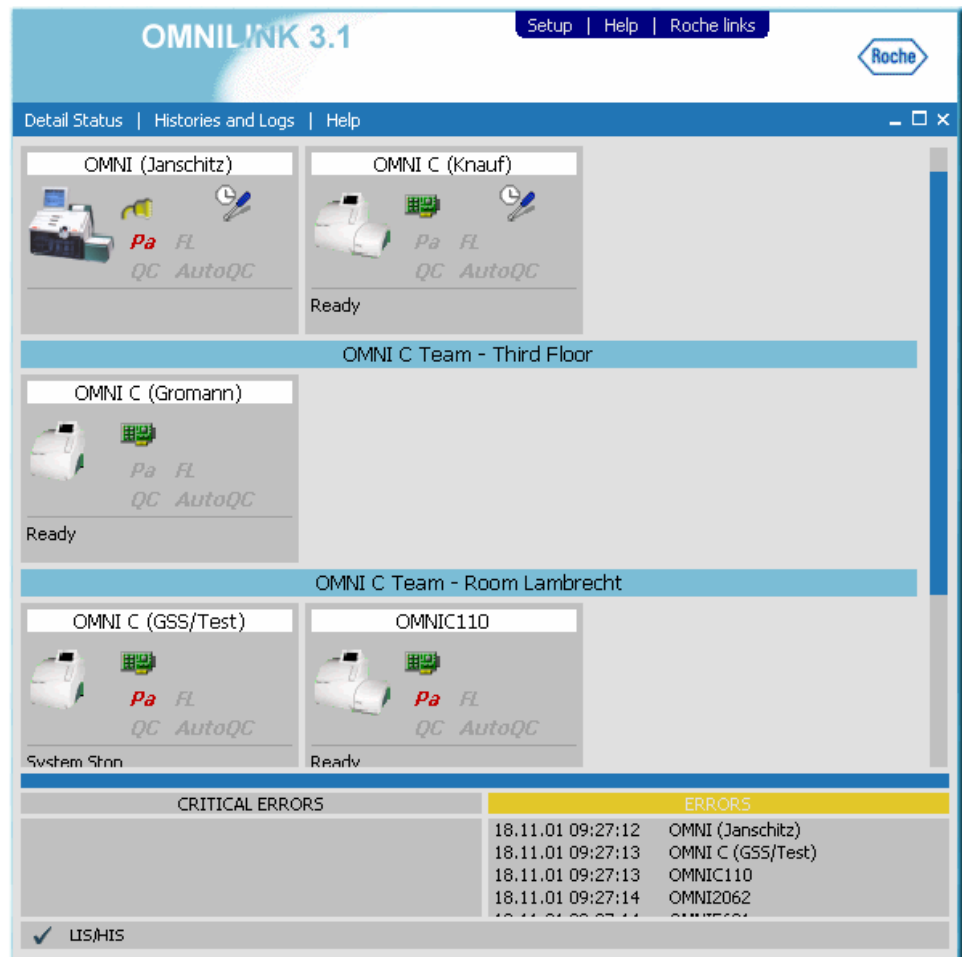 OMNILINK 3.1
Setup | Help | Roche links
Roche
Detail Status | Histories and Logs | Help
OMNI (Janschitz)
OMNI C (Knauf)
Pa FL
QC AutoQC
Pa FL
QC AutoQC
Ready
OMNI C Team - Third Floor
OMNI C (Gromann)
Pa FL
QC AutoQC
Ready
OMNI C Team - Room Lambrecht
OMNI C (GSS/Test)
OMNIC110
Pa FL
QC AutoQC
Pa FL
QC AutoQC
System Stop
Ready
CRITICAL ERRORS
ERRORS
18.11.01 09:27:12 OMNI (Janschitz)
18.11.01 09:27:13 OMNI C (GSS/Test)
18.11.01 09:27:13 OMNIC110
18.11.01 09:27:14 OMNI2062
LIS/HIS